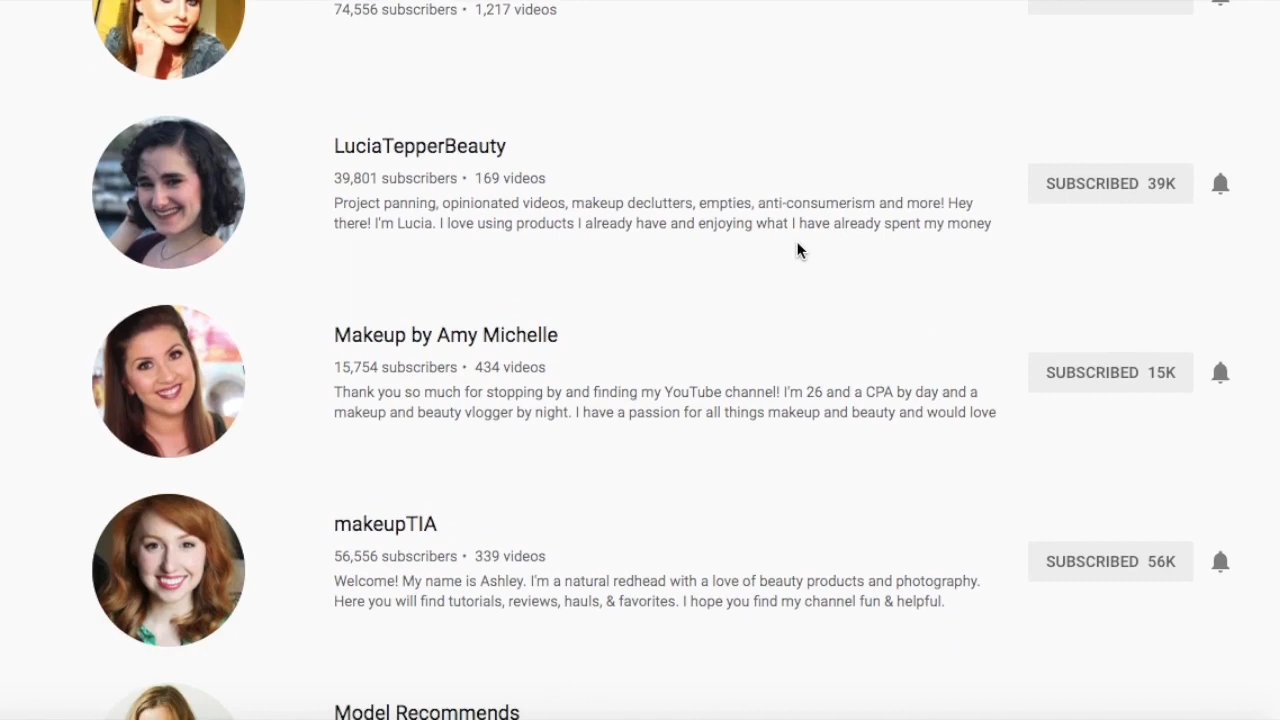 74,556 subscribers • 1,217 videos
LuciaTepperBeauty
39,801 subscribers • 169 videos
Project panning, opinionated videos, makeup declutters, empties, anti-consumerism and more! Hey
there! I'm Lucia. I love using products I already have and enjoying what I have already spent my money
SUBSCRIBED 39K
Makeup by Amy Michelle
15,754 subscribers • 434 videos
Thank you so much for stopping by and finding my YouTube channel! I'm 26 and a CPA by day and a
makeup and beauty vlogger by night. I have a passion for all things makeup and beauty and would love
SUBSCRIBED 15K
makeupTIA
56,556 subscribers • 339 videos
Welcome! My name is Ashley. I'm a natural redhead with a love of beauty products and photography.
Here you will find tutorials, reviews, hauls, & favorites. I hope you find my channel fun & helpful.
SUBSCRIBED 56K
Model Recommends